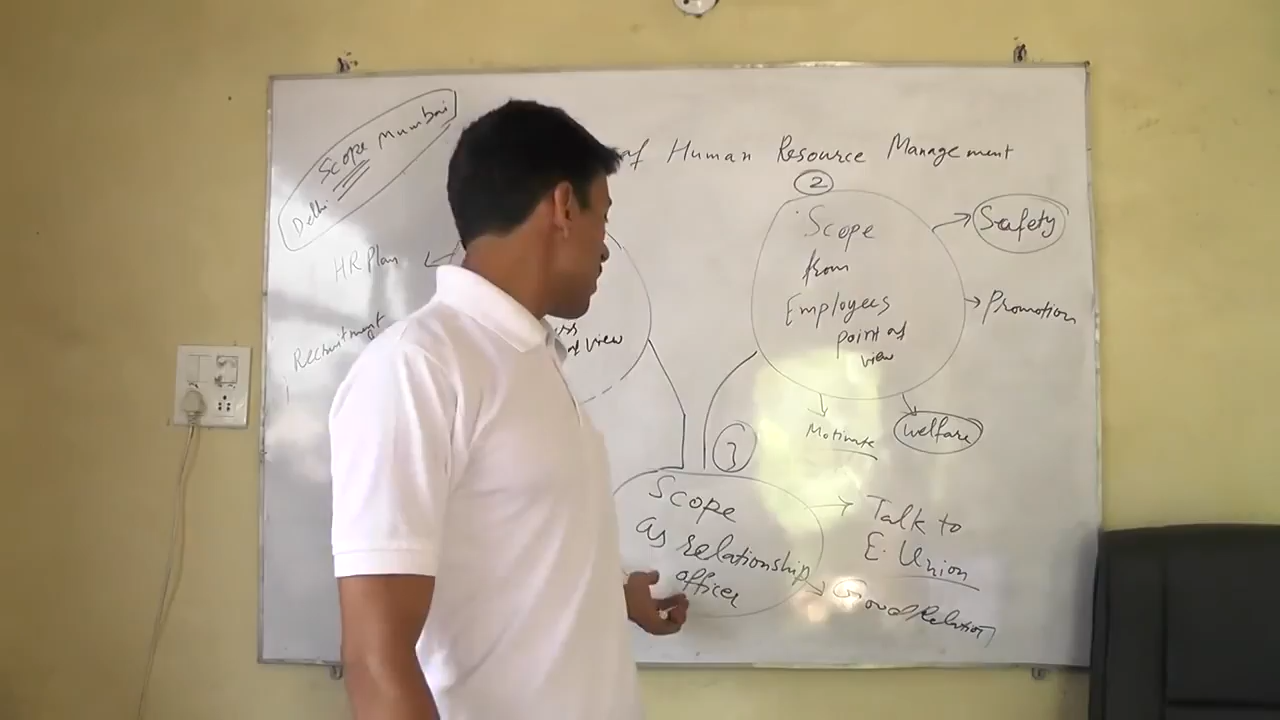 Delhi Scope Mumbai
of Human Resource Management
HR Plan
Recruitment
of view
2
Scope
from
Employees
point of
view
Safety
Promotion
Motivate
Welfare
3
Scope
as relationship
officer
Talk to
E. Union
Good Relation